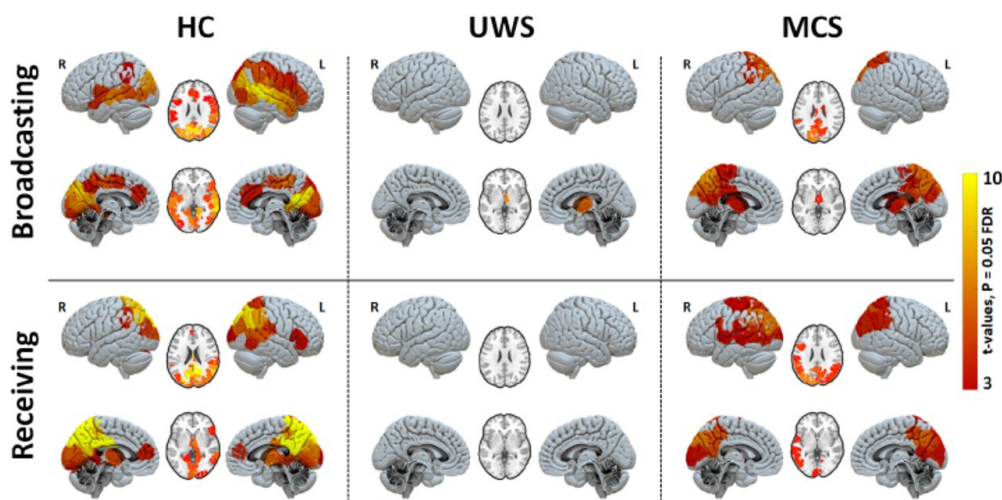 HC UWS MCS
Broadcasting
R L R L R L
10
t-values, P = 0.05 FDR
3
Receiving
R L R L R L